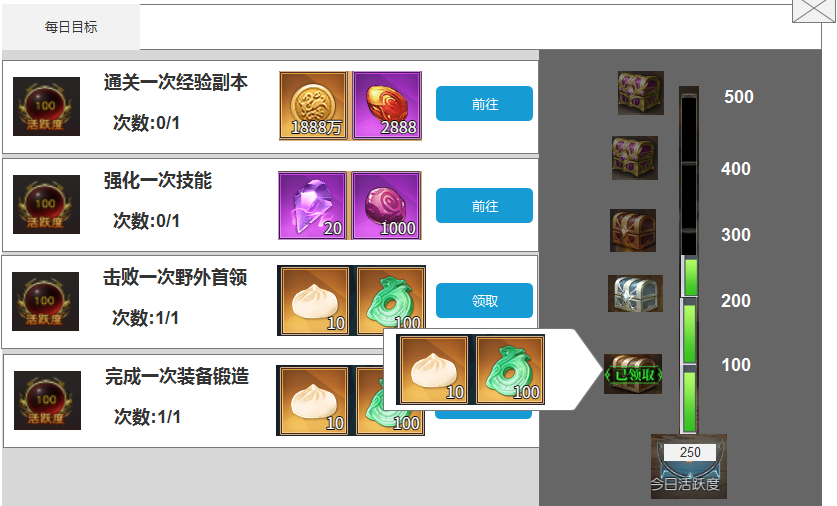 每日目标
通关一次经验副本
次数:0/1
100
活跃度
1888万
2888
前往
强化一次技能
次数:0/1
100
活跃度
20
1000
前往
击败一次野外首领
次数:1/1
100
活跃度
10
100
领取
完成一次装备锻造
次数:1/1
100
活跃度
10
10
100
500
400
300
200
100
已领取
250
今日活跃度